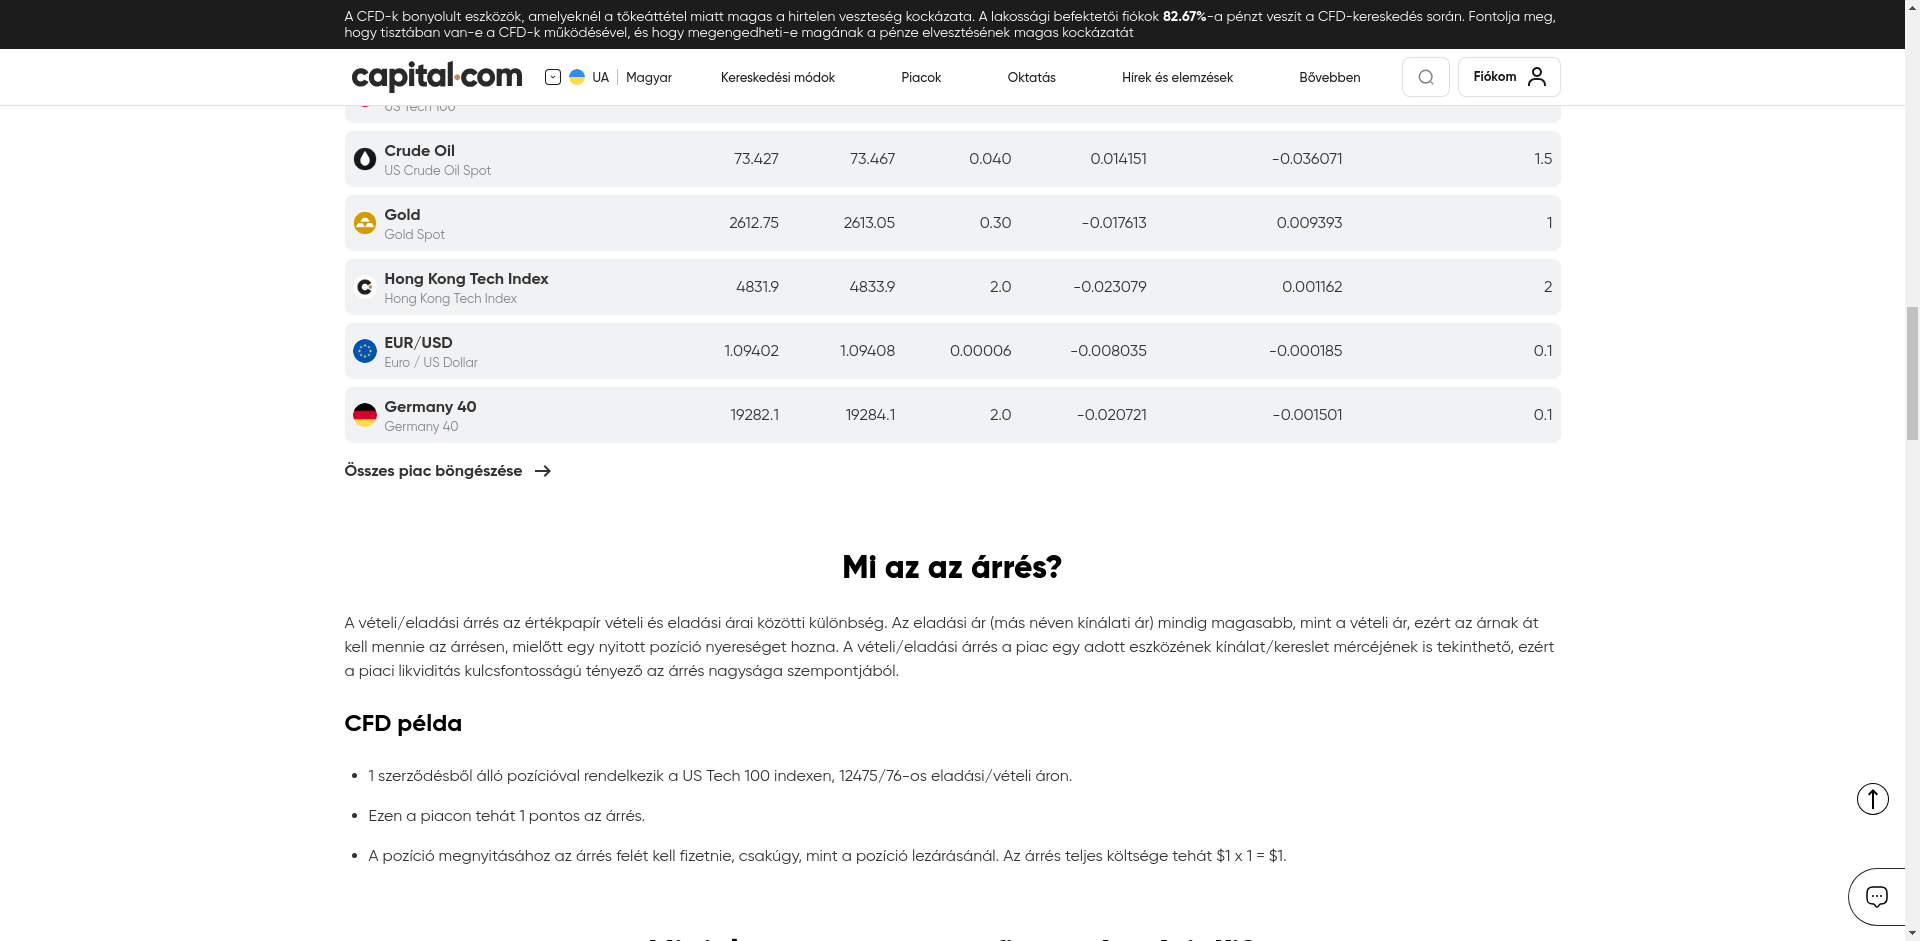 A CFD-k bonyolult eszközök, amelyeknél a tőkeáttétel miatt magas a hirtelen veszteség kockázata. A lakossági befektetői fiókok 82.67%-a pénzt veszít a CFD-kereskedés során. Fontolja meg,
hogy tisztában van-e a CFD-k működésével, és hogy megengedheti-e magának a pénze elvesztésének magas kockázatát
capital.com UA Magyar Kereskedési módok Piacok Oktatás Hírek és elemzések Bővebben Fiókom
US Tech 100
Crude Oil
US Crude Oil Spot
73.427 73.467 0.040 0.014151 -0.036071 1.5
Gold
Gold Spot
2612.75 2613.05 0.30 -0.017613 0.009393 1
Hong Kong Tech Index
Hong Kong Tech Index
4831.9 4833.9 2.0 -0.023079 0.001162 2
EUR/USD
Euro / US Dollar
1.09402 1.09408 0.00006 -0.008035 -0.000185 0.1
Germany 40
Germany 40
19282.1 19284.1 2.0 -0.020721 -0.001501 0.1
Összes piac böngészése
Mi az az árrés?
A vételi/eladási árrés az értékpapír vételi és eladási árai közötti különbség. Az eladási ár (más néven kínálati ár) mindig magasabb, mint a vételi ár, ezért az árnak át
kell mennie az árrésen, mielőtt egy nyitott pozíció nyereséget hozna. A vételi/eladási árrés a piac egy adott eszközének kínálat/kereslet mércéjének is tekinthető, ezért
a piaci likviditás kulcsfontosságú tényező az árrés nagysága szempontjából.
CFD példa
1 szerződésből álló pozícióval rendelkezik a US Tech 100 indexen, 12475/76-os eladási/vételi áron.
Ezen a piacon tehát 1 pontos az árrés.
A pozíció megnyitásához az árrés felét kell fizetnie, csakúgy, mint a pozíció lezárásánál. Az árrés teljes költsége tehát $1 x 1 = $1.